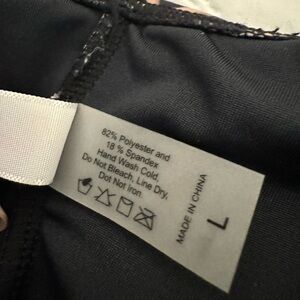 82% Polyester and
18 % Spandex
Hand Wash Cold,
Do Not Bleach, Line Dry,
Dot Not Iron
MADE IN CHINA
L